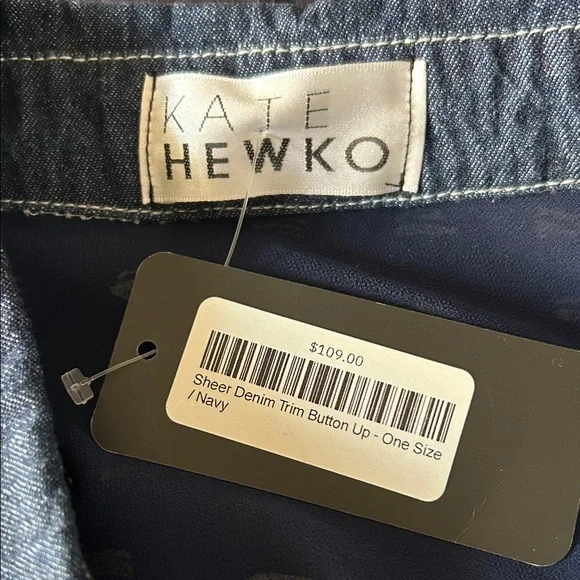 KATE
HEWKO
$109.00
Sheer Denim Trim Button Up - One Size
/ Navy